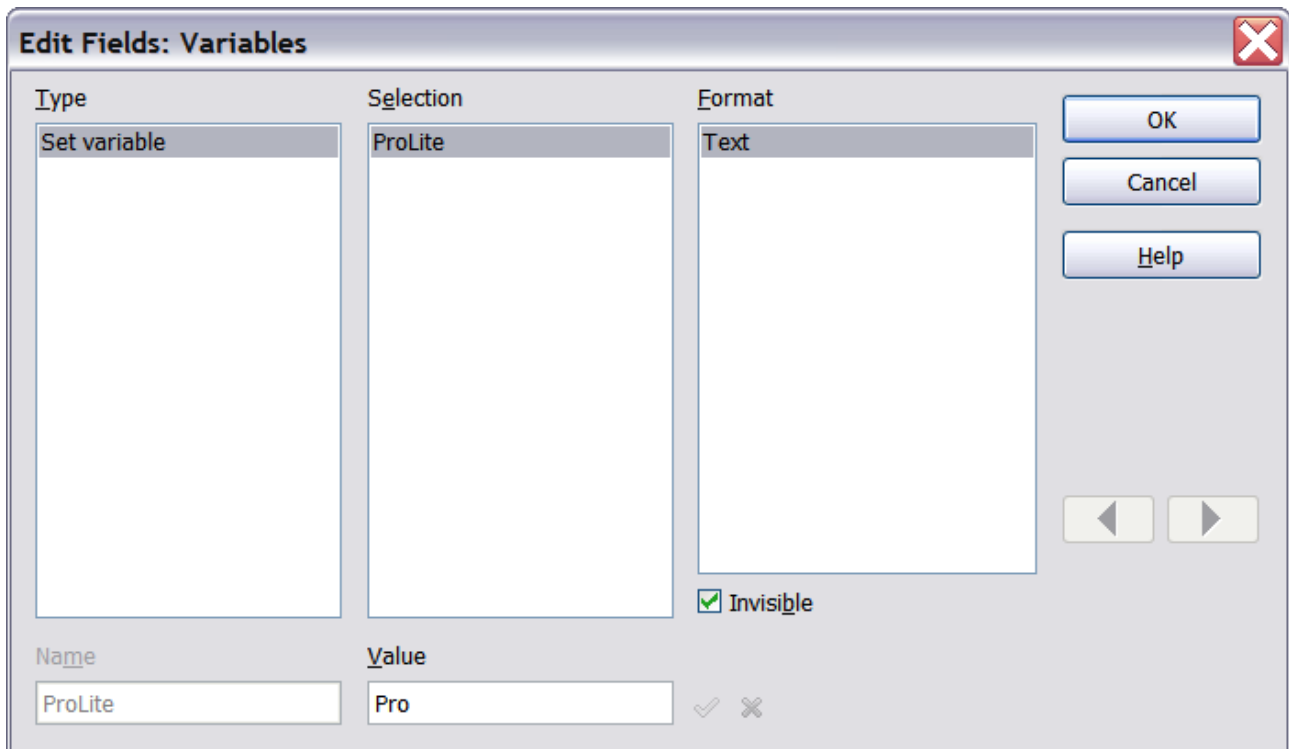 Edit Fields: Variables
Type Selection Format
OK
Set variable ProLite Text
Cancel
Help
Invisible
Name Value
ProLite Pro